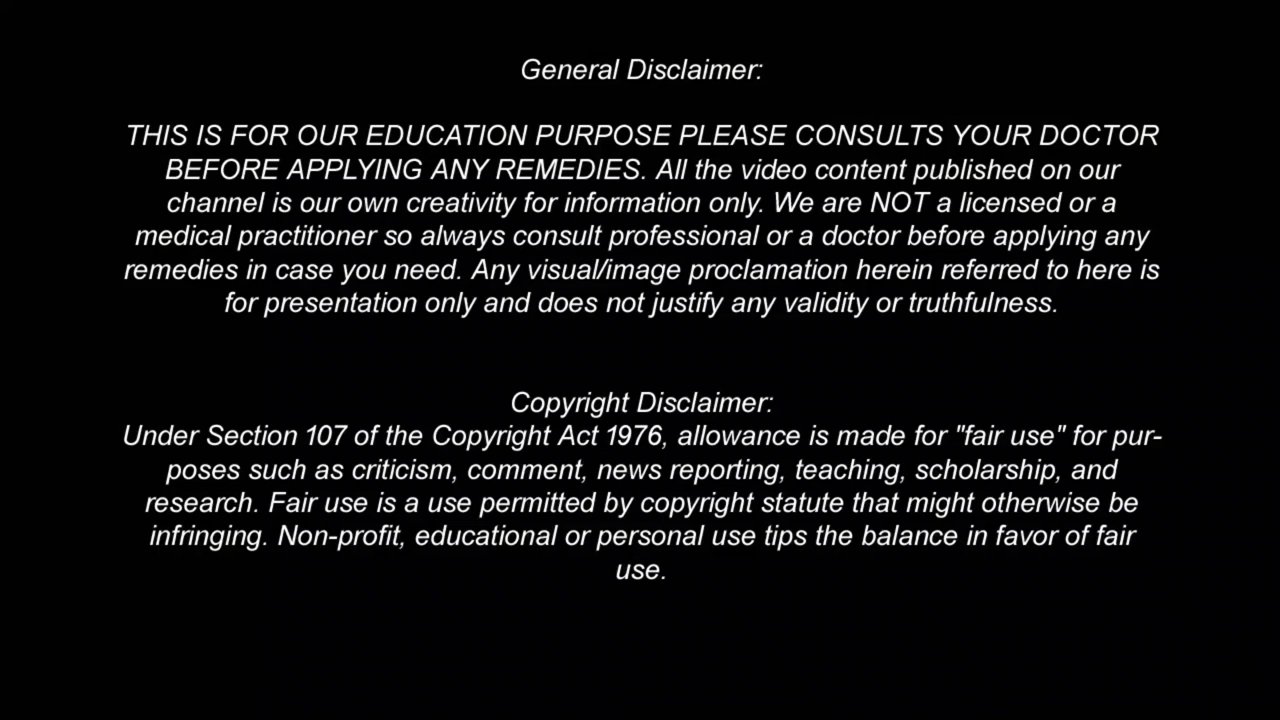 General Disclaimer:
THIS IS FOR OUR EDUCATION PURPOSE PLEASE CONSULTS YOUR DOCTOR
BEFORE APPLYING ANY REMEDIES. All the video content published on our
channel is our own creativity for information only. We are NOT a licensed or a
medical practitioner so always consult professional or a doctor before applying any
remedies in case you need. Any visual/image proclamation herein referred to here is
for presentation only and does not justify any validity or truthfulness.
Copyright Disclaimer:
Under Section 107 of the Copyright Act 1976, allowance is made for "fair use" for pur-
poses such as criticism, comment, news reporting, teaching, scholarship, and
research. Fair use is a use permitted by copyright statute that might otherwise be
infringing. Non-profit, educational or personal use tips the balance in favor of fair
use.